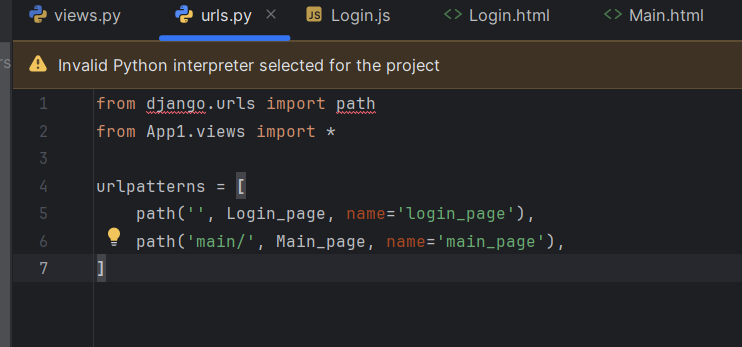 views.py urls.py Login.js Login.html Main.html
rs Invalid Python interpreter selected for the project
1 from django.urls import path
2 from App1.views import *
3
4 urlpatterns = [
5     path('', Login_page, name='login_page'),
6     path('main/', Main_page, name='main_page'),
7 ]